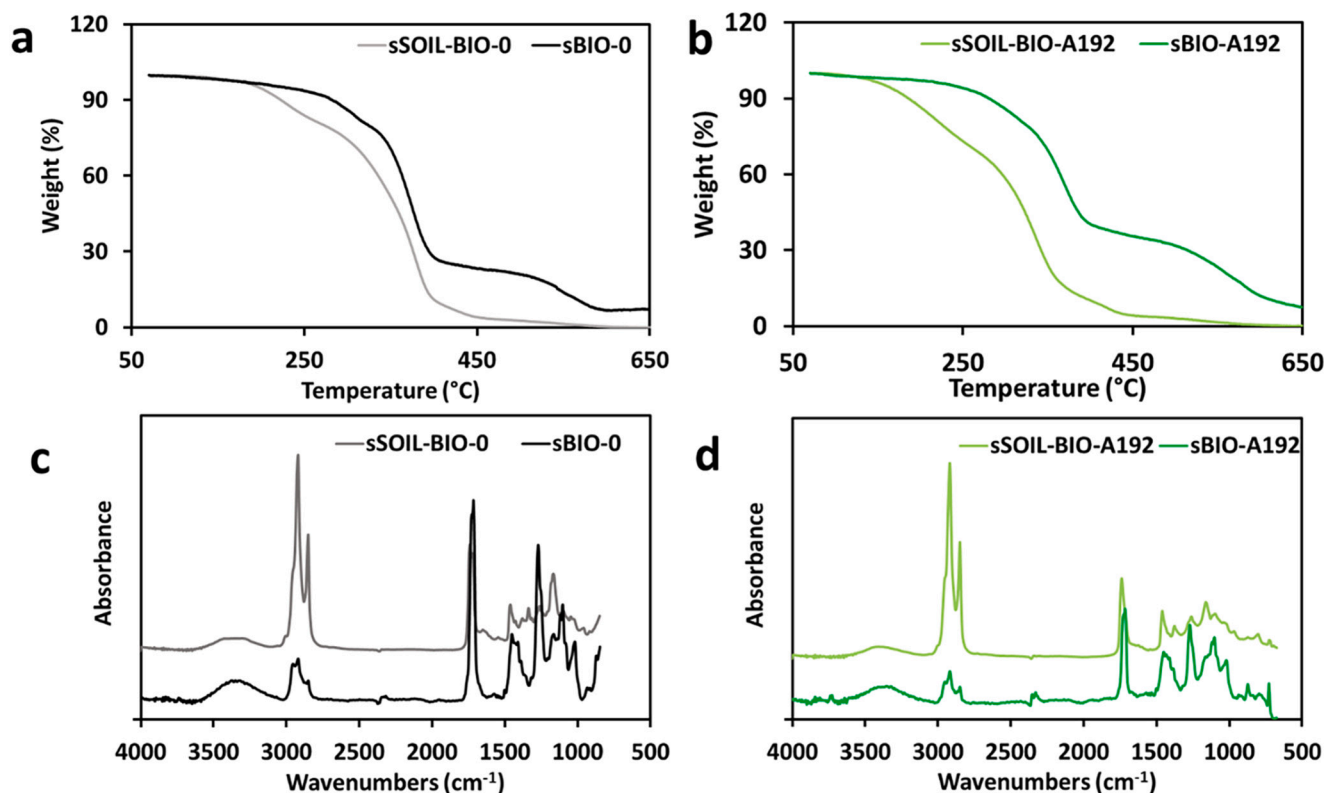 a
120
90
60
30
0
Weight (%)
sSOIL-BIO-0 sBIO-0
50 250 450 650
Temperature (°C)
b
120
90
60
30
0
Weight (%)
sSOIL-BIO-A192 sBIO-A192
50 250 450 650
Temperature (°C)
c
Absorbance
sSOIL-BIO-0 sBIO-0
4000 3500 3000 2500 2000 1500 1000 500
Wavenumbers (cm⁻¹)
d
Absorbance
sSOIL-BIO-A192 sBIO-A192
4000 3500 3000 2500 2000 1500 1000 500
Wavenumbers (cm⁻¹)